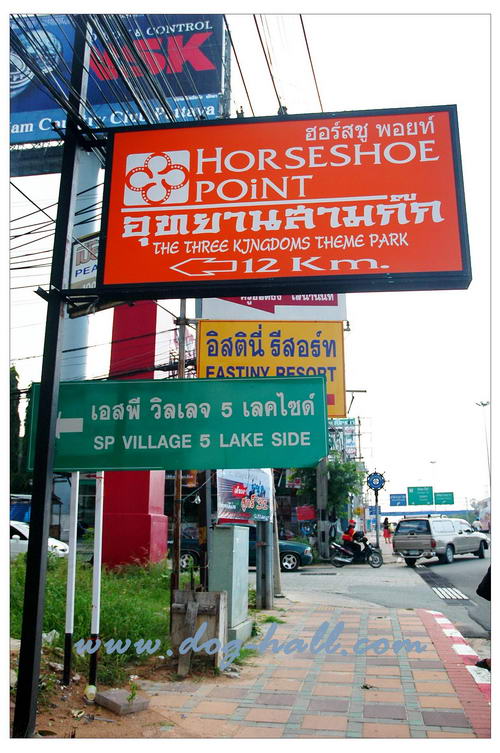 & CONTROL
VSK
Pattaya
ฮอร์สชู พอยท์
HORSESHOE
POiNT
อุทยานสามก๊ก
THE THREE KINGDOMS THEME PARK
12 Km.
อิสตินี่ รีสอร์ท
EASTINY RESORT
เอสพี วิลเลจ 5 เลคไซด์
SP VILLAGE 5 LAKE SIDE
www.dog-hall.com